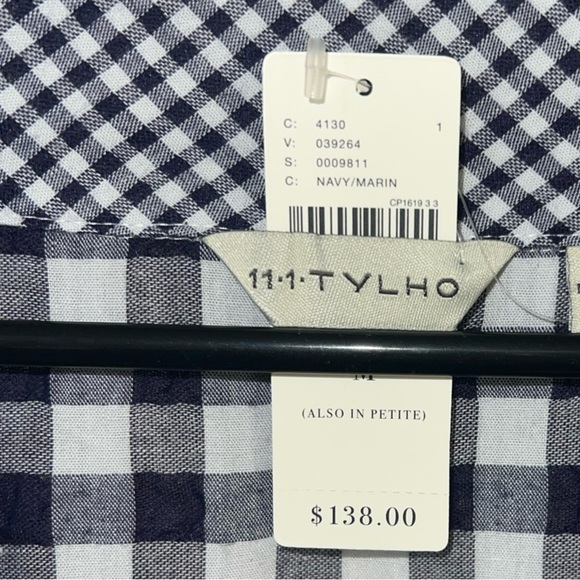 C: 4130 1
V: 039264
S: 0009811
C: NAVY/MARIN
CP1619 3 3
11·1·TYLHO
M
(ALSO IN PETITE)
$138.00